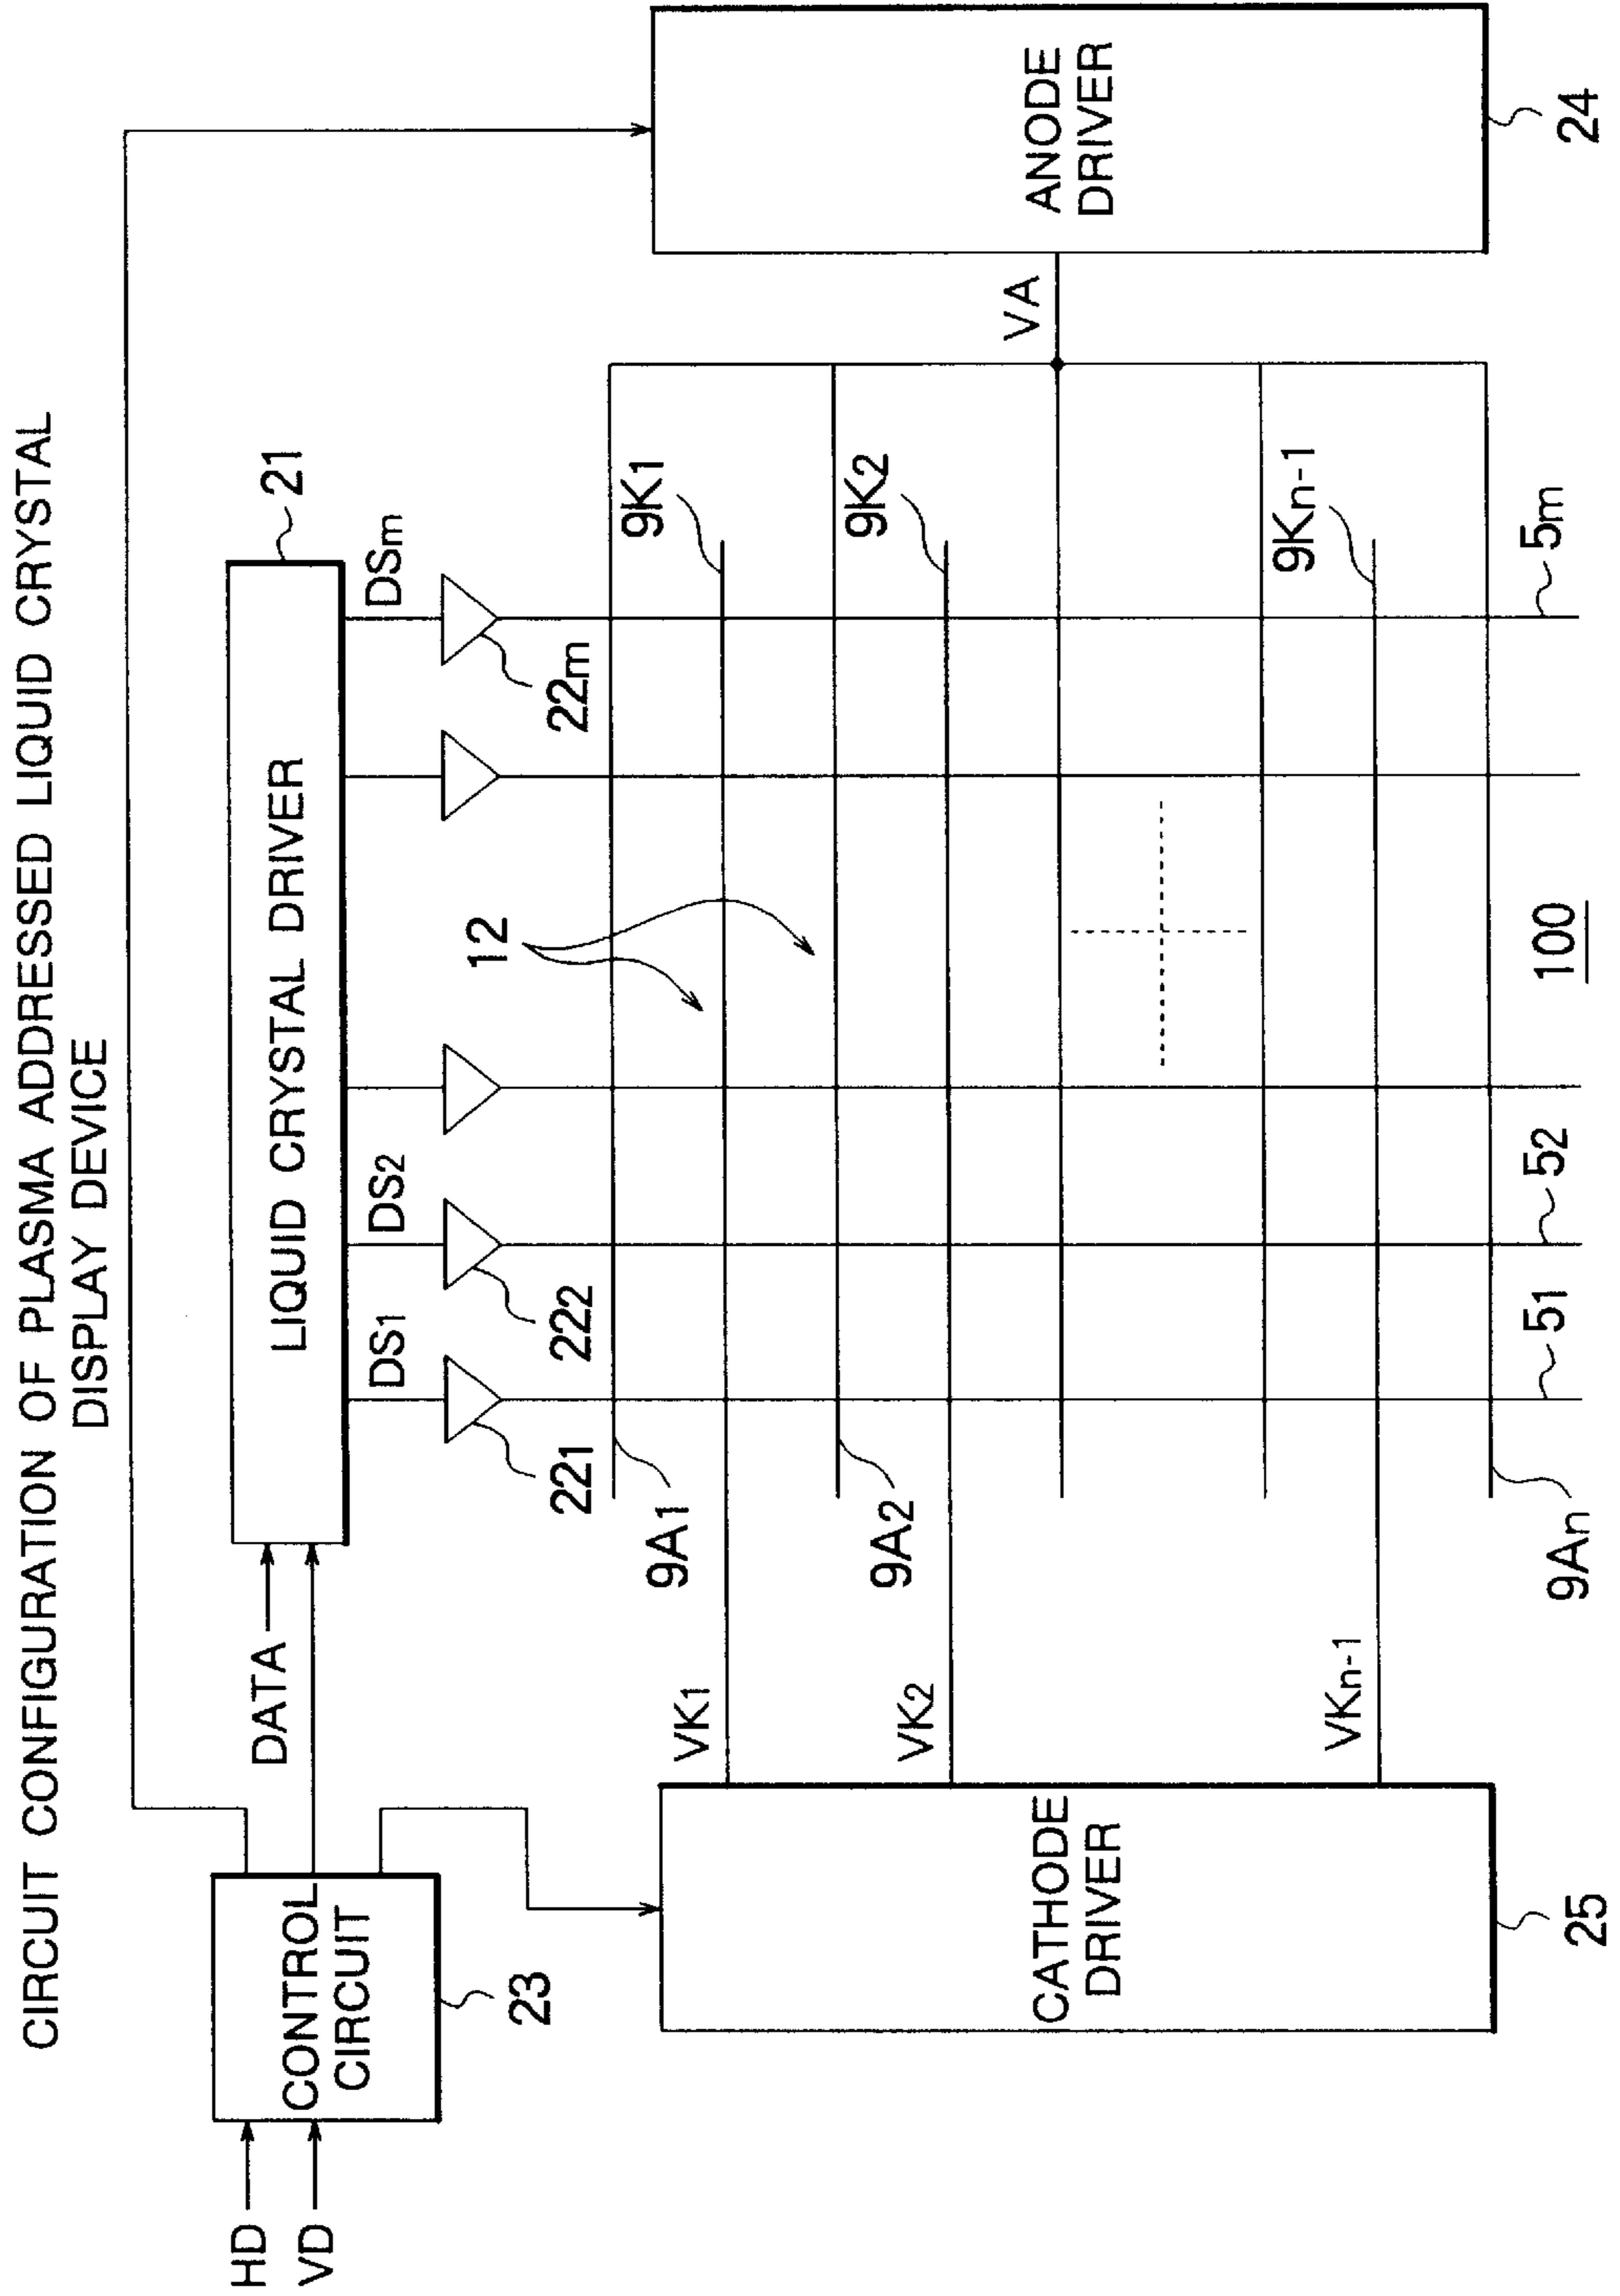 CIRCUIT CONFIGURATION OF PLASMA ADDRESSED LIQUID CRYSTAL
DISPLAY DEVICE
HD
VD
CONTROL
CIRCUIT
23
DATA
LIQUID CRYSTAL DRIVER
21
DS1
DS2
DSm
221
222
22m
12
9A1
9K1
9A2
9K2
9Kn-1
9An
VK1
VK2
VKn-1
VA
CATHODE
DRIVER
25
ANODE
DRIVER
24
51
52
100
5m